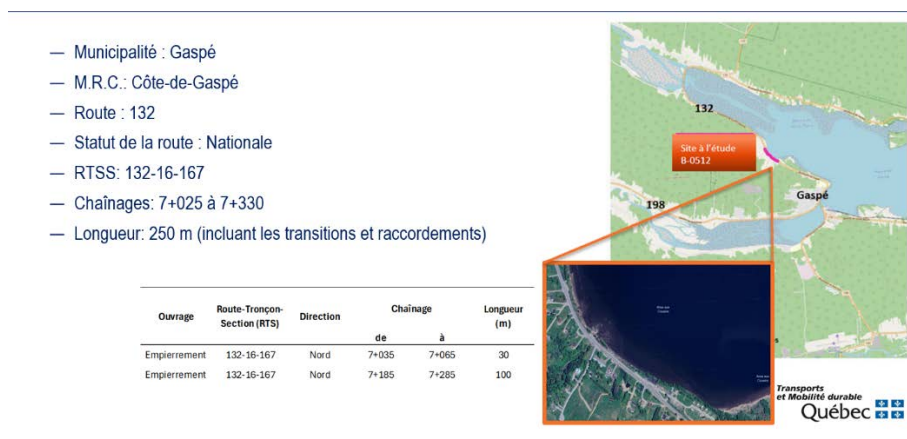 — Municipalité : Gaspé
— M.R.C.: Côte-de-Gaspé
— Route : 132
— Statut de la route : Nationale
— RTSS: 132-16-167
— Chaînages: 7+025 à 7+330
— Longueur: 250 m (incluant les transitions et raccordements)
Ouvrage Route-Tronçon-Section (RTS) Direction Chaînage Longueur (m)
de à
Empierrement 132-16-167 Nord 7+035 7+065 30
Empierrement 132-16-167 Nord 7+185 7+285 100
132
Site à l'étude
B-0512
Gaspé
198
Transports
et Mobilité durable
Québec